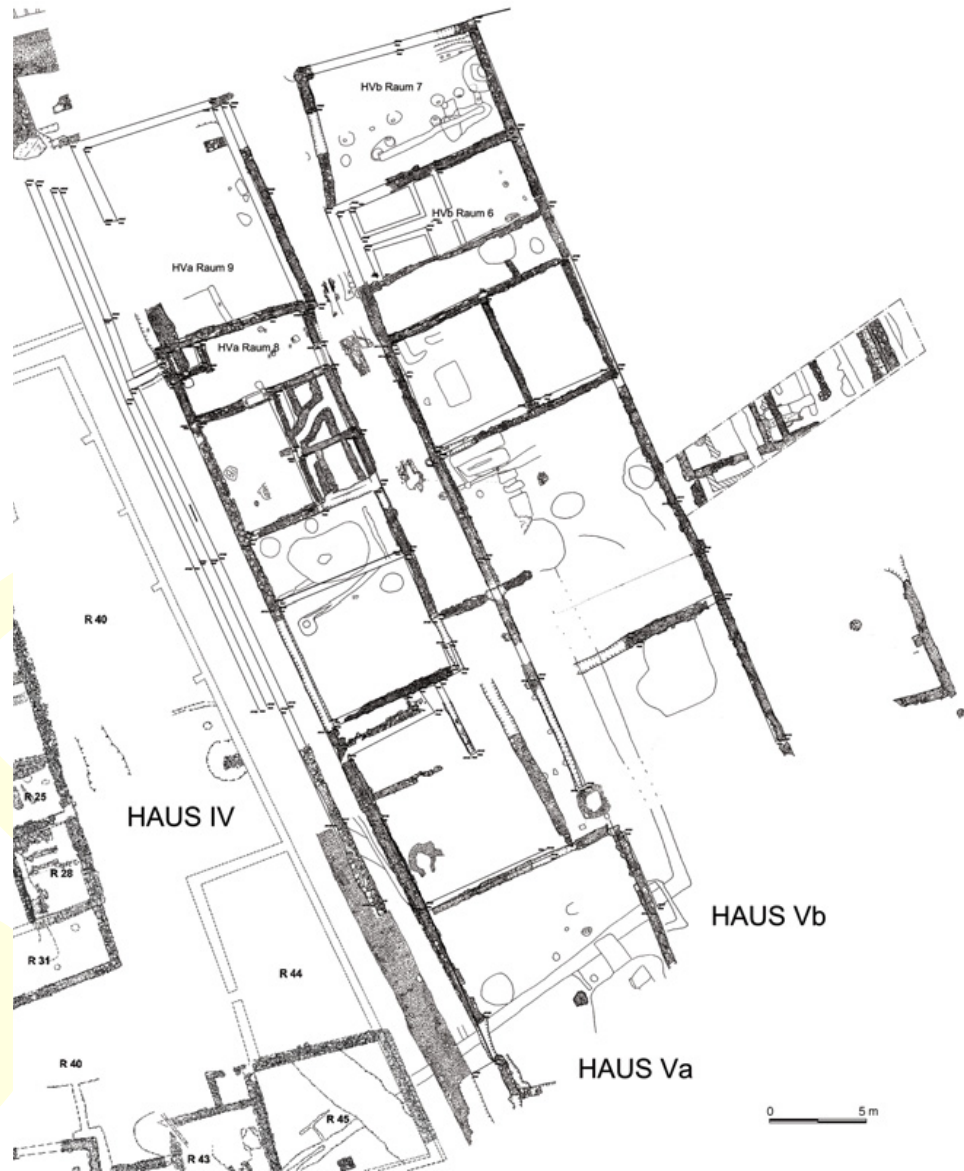 HVb Raum 7
HVb Raum 6
HVa Raum 9
HVa Raum 8
R 40
HAUS IV
R 25
R 28
R 31
R 44
HAUS Vb
HAUS Va
R 40
R 45
R 43
0 5 m